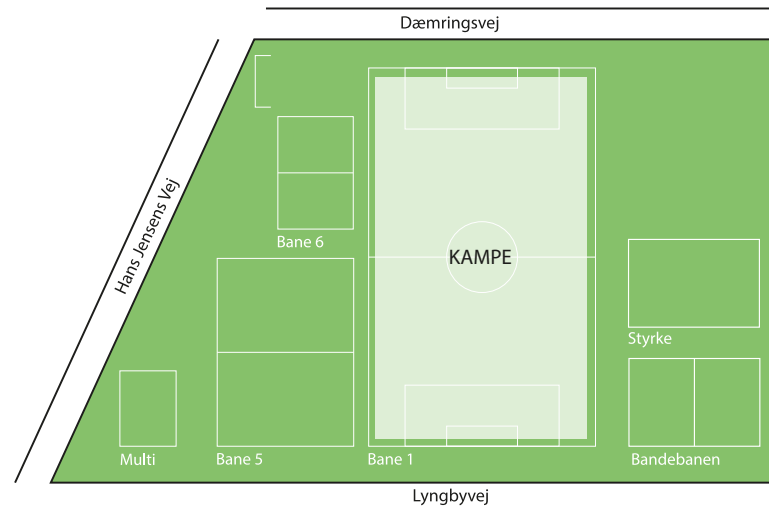 Dæmringsvej
Hans Jensens Vej
Bane 6
KAMPE
Styrke
Multi
Bane 5
Bane 1
Bandebanen
Lyngbyvej